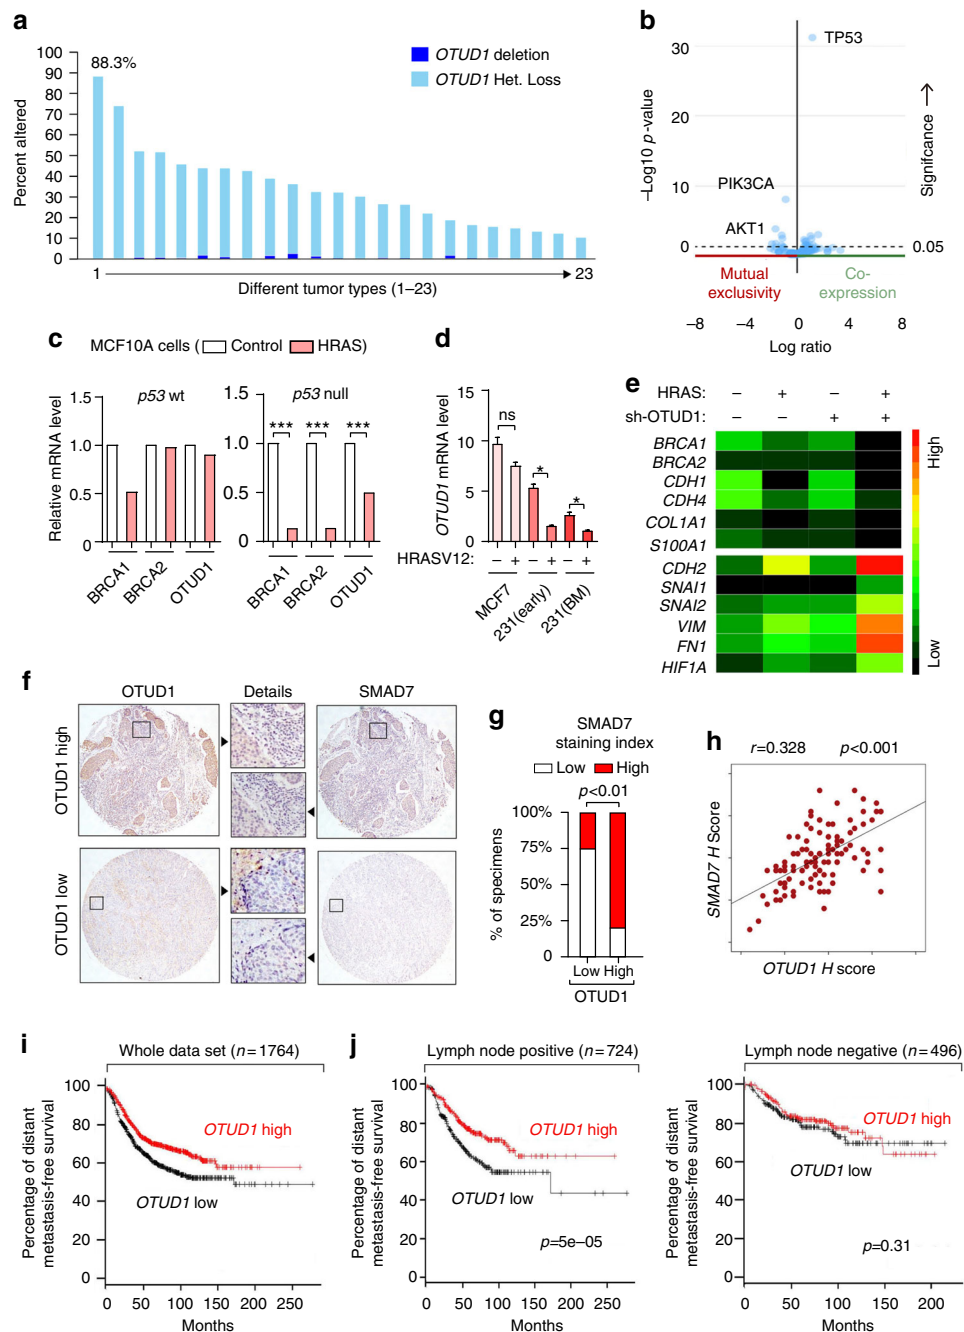 a
100
90
80
70
60
50
40
30
20
10
0
Percent altered
88.3%
OTUD1 deletion
OTUD1 Het. Loss
1
23
Different tumor types (1–23)
b
30
20
10
0
–Log10 p-value
TP53
PIK3CA
AKT1
0.05
Signifcance
Mutual exclusivity
Co-expression
–8 –4 0 4 8
Log ratio
c
MCF10A cells ( Control HRAS)
Relative mRNA level
1.5
1.0
0.5
0
p53 wt
BRCA1 BRCA2 OTUD1
1.5
1.0
0.5
0
p53 null
*** *** ***
BRCA1 BRCA2 OTUD1
d
OTUD1 mRNA level
15
10
5
0
ns
*
*
HRASV12: – + – + – +
MCF7 231(early) 231(BM)
e
HRAS: – + – +
sh-OTUD1: – – + +
BRCA1
BRCA2
CDH1
CDH4
COL1A1
S100A1
CDH2
SNAI1
SNAI2
VIM
FN1
HIF1A
High
Low
f
OTUD1 Details SMAD7
OTUD1 high
OTUD1 low
g
SMAD7
staining index
Low High
p<0.01
% of specimens
100%
75%
50%
25%
0
Low High
OTUD1
h
r=0.328 p<0.001
SMAD7 H Score
OTUD1 H score
i
Whole data set (n=1764)
Percentage of distant
metastasis-free survival
100
80
60
40
20
0
OTUD1 high
OTUD1 low
0 50 100 150 200 250
Months
j
Lymph node positive (n=724)
Percentage of distant
metastasis-free survival
100
80
60
40
20
0
OTUD1 high
OTUD1 low
p=5e–05
0 50 100 150 200 250
Months
Lymph node negative (n=496)
Percentage of distant
metastasis-free survival
100
80
60
40
20
0
OTUD1 high
OTUD1 low
p=0.31
0 50 100 150 200
Months